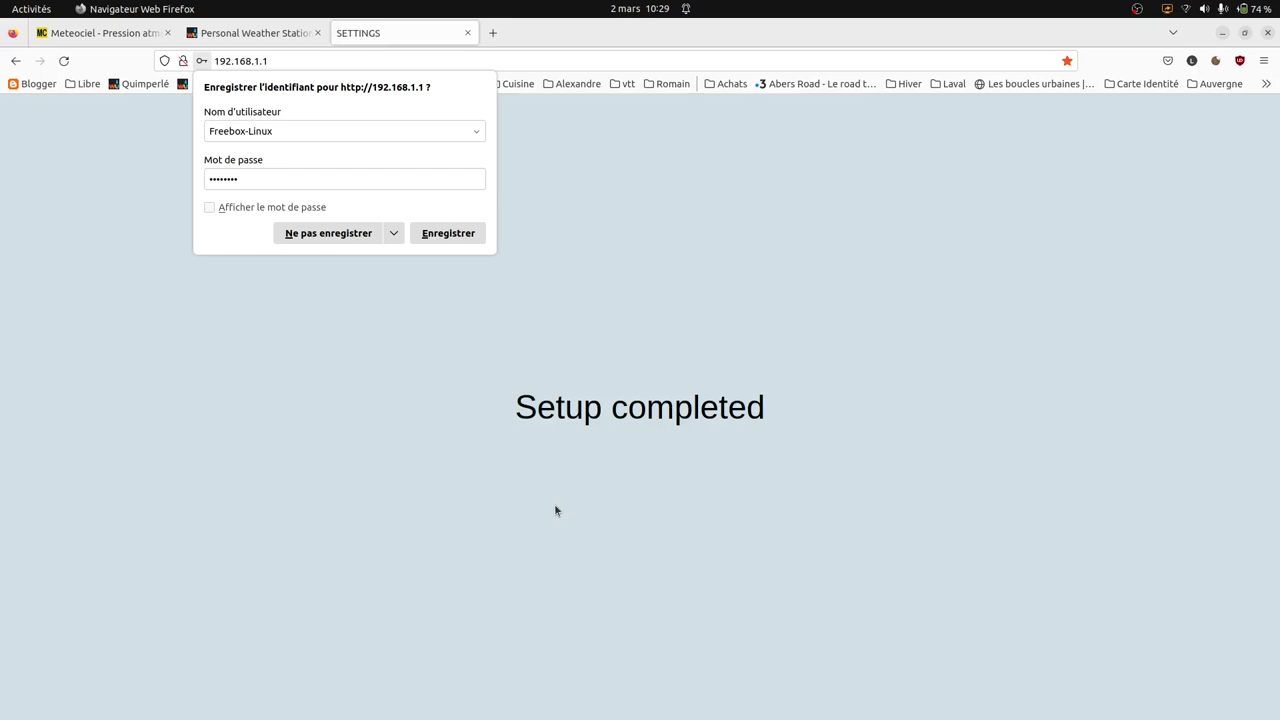 Activités
Navigateur Web Firefox
2 mars 10:29
74 %
MC Meteociel - Pression atm
Personal Weather Statio
SETTINGS
192.168.1.1
Blogger
Libre
Quimperlé
Cuisine
Alexandre
vtt
Romain
Achats
Abers Road - Le road t…
Hiver
Laval
Les boucles urbaines |…
Carte Identité
Auvergne
Enregistrer l'identifiant pour http://192.168.1.1 ?
Nom d'utilisateur
Freebox-Linux
Mot de passe
••••••••
Afficher le mot de passe
Ne pas enregistrer
Enregistrer
Setup completed